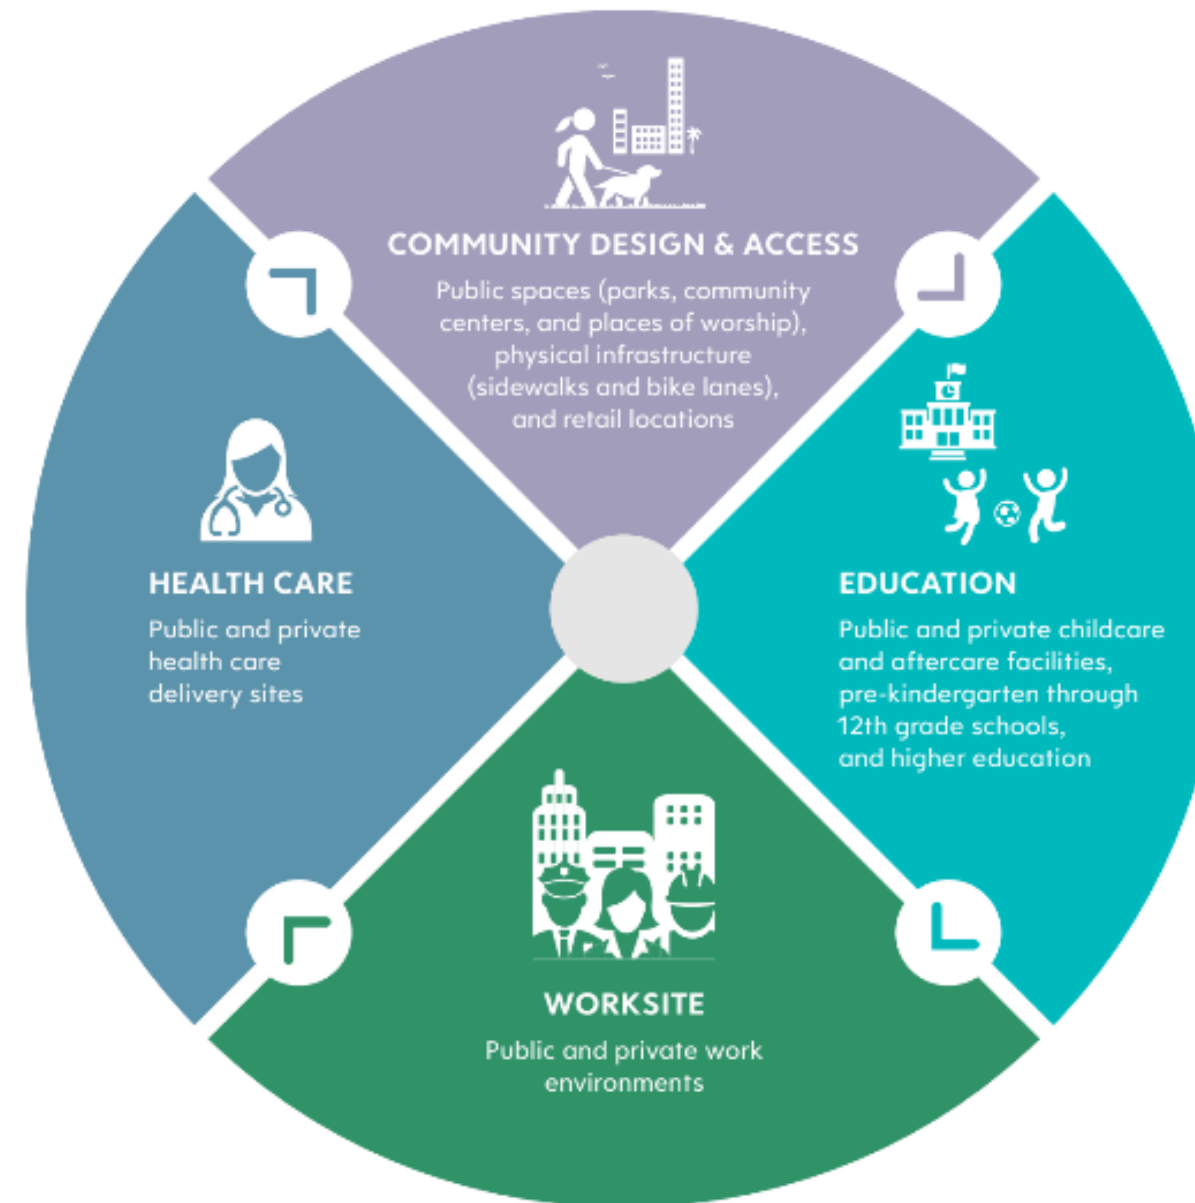 COMMUNITY DESIGN & ACCESS
Public spaces (parks, community
centers, and places of worship),
physical infrastructure
(sidewalks and bike lanes),
and retail locations
HEALTH CARE
Public and private
health care
delivery sites
EDUCATION
Public and private childcare
and aftercare facilities,
pre-kindergarten through
12th grade schools,
and higher education
WORKSITE
Public and private work
environments